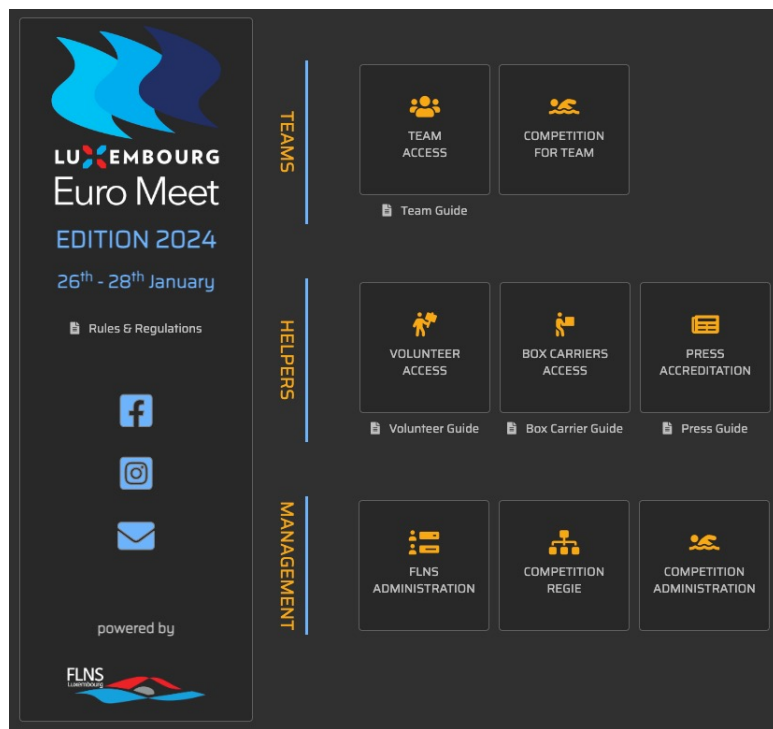 LUXEMBOURG
Euro Meet
EDITION 2024
26th - 28th January
Rules & Regulations
powered by
FLNS
Luxembourg
TEAMS
TEAM
ACCESS
COMPETITION
FOR TEAM
Team Guide
HELPERS
VOLUNTEER
ACCESS
BOX CARRIERS
ACCESS
PRESS
ACCREDITATION
Volunteer Guide
Box Carrier Guide
Press Guide
MANAGEMENT
FLNS
ADMINISTRATION
COMPETITION
REGIE
COMPETITION
ADMINISTRATION